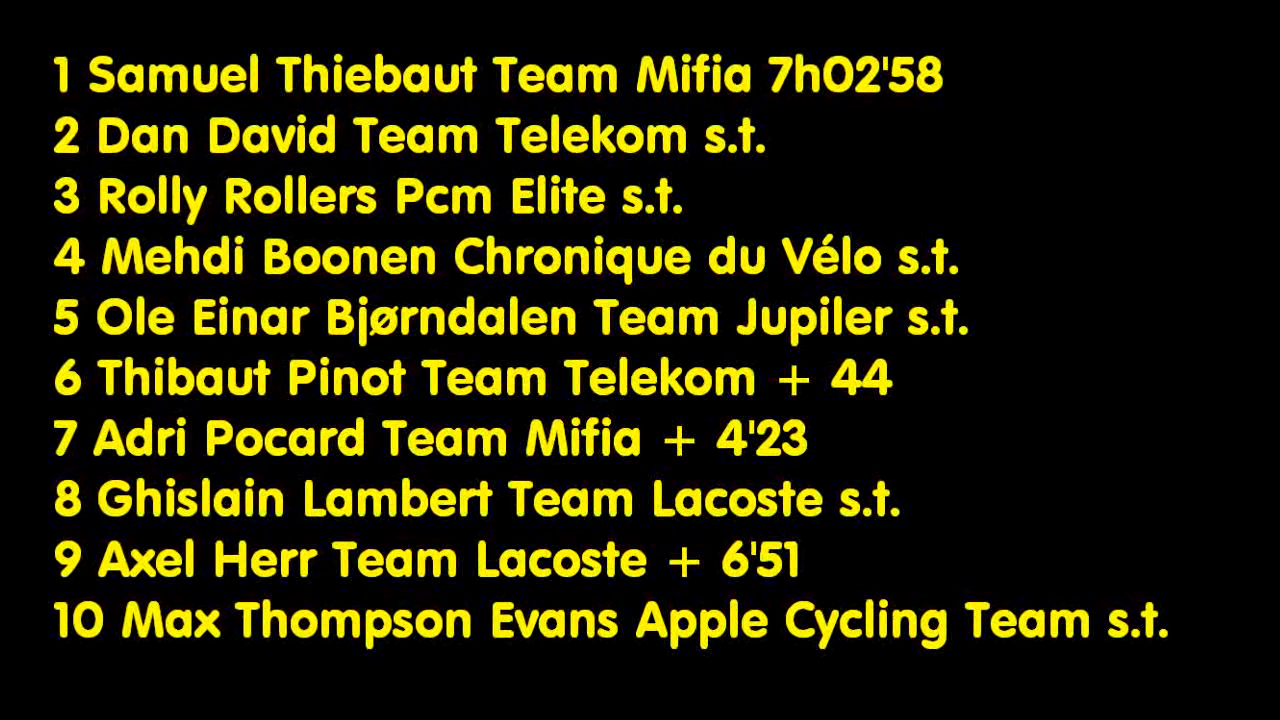 1 Samuel Thiebaut Team Mifia 7h02'58
2 Dan David Team Telekom s.t.
3 Rolly Rollers Pcm Elite s.t.
4 Mehdi Boonen Chronique du Vélo s.t.
5 Ole Einar Bjørndalen Team Jupiler s.t.
6 Thibaut Pinot Team Telekom + 44
7 Adri Pocard Team Mifia + 4'23
8 Ghislain Lambert Team Lacoste s.t.
9 Axel Herr Team Lacoste + 6'51
10 Max Thompson Evans Apple Cycling Team s.t.